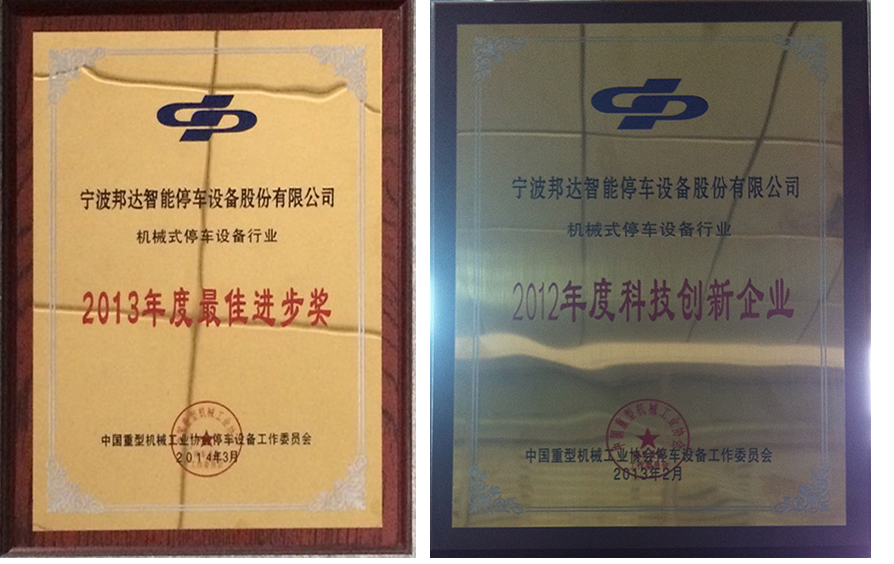 宁波邦达智能停车设备股份有限公司
机械式停车设备行业
2013年度最佳进步奖
中国重型机械工业协会停车设备工作委员会
2014年3月
宁波邦达智能停车设备股份有限公司
机械式停车设备行业
2012年度科技创新企业
中国重型机械工业协会停车设备工作委员会
2013年2月